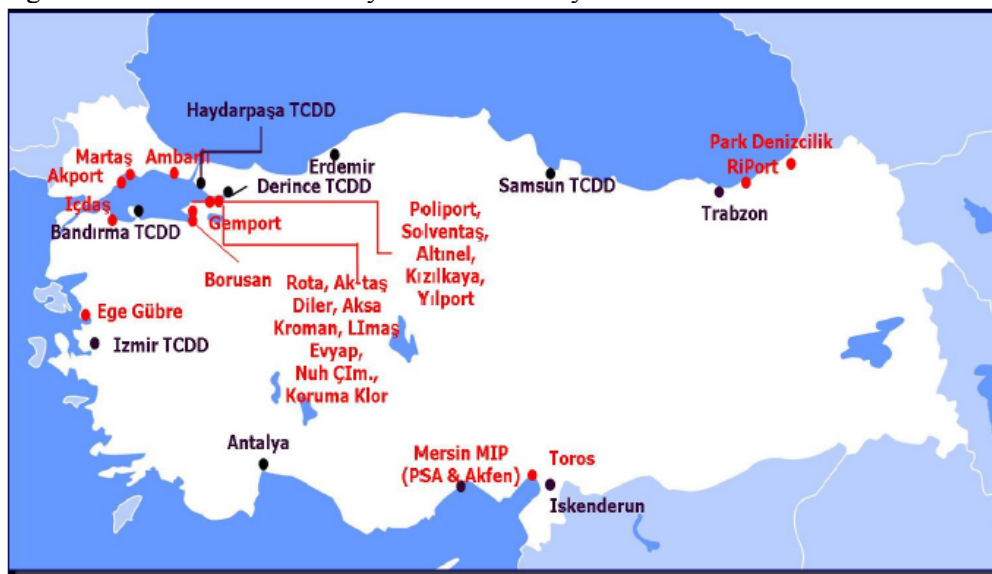 Haydarpaşa TCDD
Martaş
Ambarlı
Akport
Içdaş
Bandırma TCDD
Erdemir
Derince TCDD
Gemport
Borusan
Samsun TCDD
Park Denizcilik
RiPort
Trabzon
Poliport,
Solventaş,
Altınel,
Kızılkaya,
Yılport
Rota, Ak-taş
Diler, Aksa
Kroman, LImaş
Evyap,
Nuh ÇIm.,
Koruma Klor
Ege Gübre
Izmir TCDD
Antalya
Mersin MIP
(PSA & Akfen)
Toros
Iskenderun